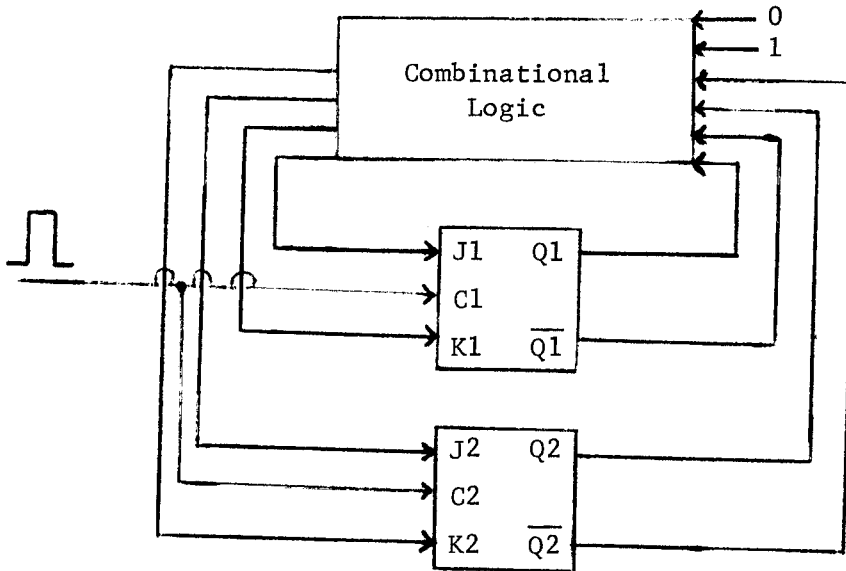 0
1
Combinational
Logic
J1 Q1
C1
K1 Q1̅
J2 Q2
C2
K2 Q2̅